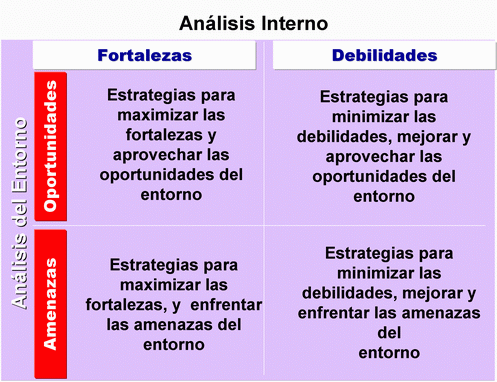 Análisis Interno
Fortalezas
Debilidades
Análisis del Entorno
Oportunidades
Estrategias para
maximizar las
fortalezas y
aprovechar las
oportunidades del
entorno
Estrategias para
minimizar las
debilidades, mejorar y
aprovechar las
oportunidades del
entorno
Amenazas
Estrategias para
maximizar las
fortalezas, y enfrentar
las amenazas del
entorno
Estrategias para
minimizar las
debilidades, mejorar y
enfrentar las amenazas
del
entorno